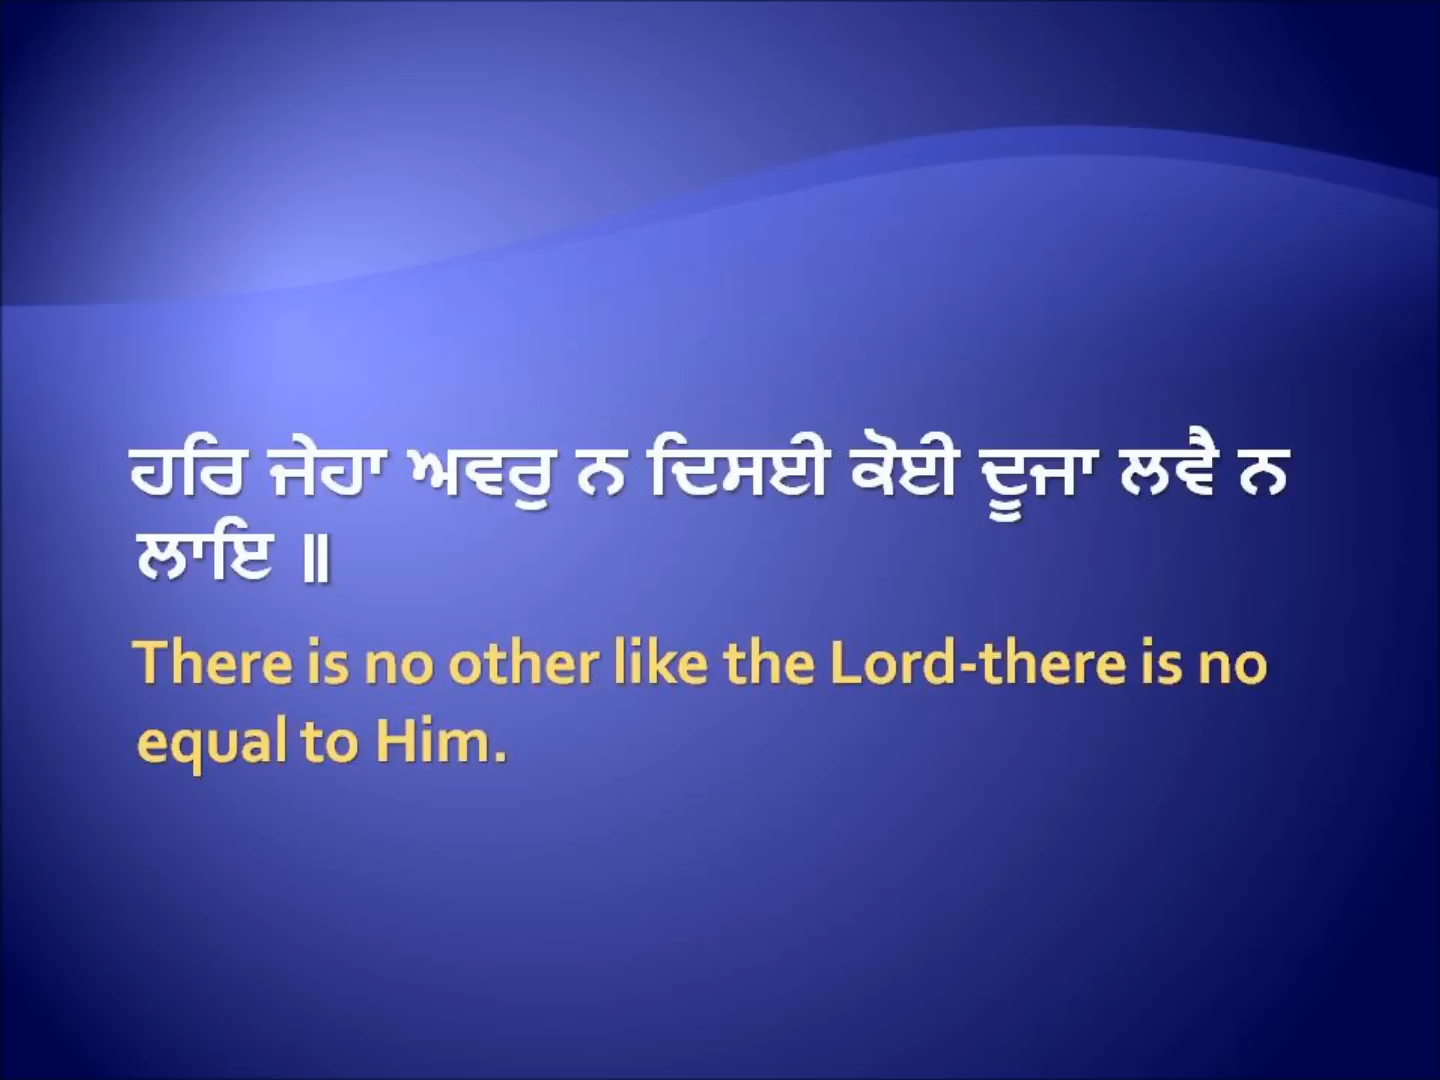 ਹਰਿ ਜੇਹਾ ਅਵਰੁ ਨ ਦਿਸਈ ਕੋਈ ਦੂਜਾ ਲਵੈ ਨ
ਲਾਇ ॥
There is no other like the Lord-there is no
equal to Him.